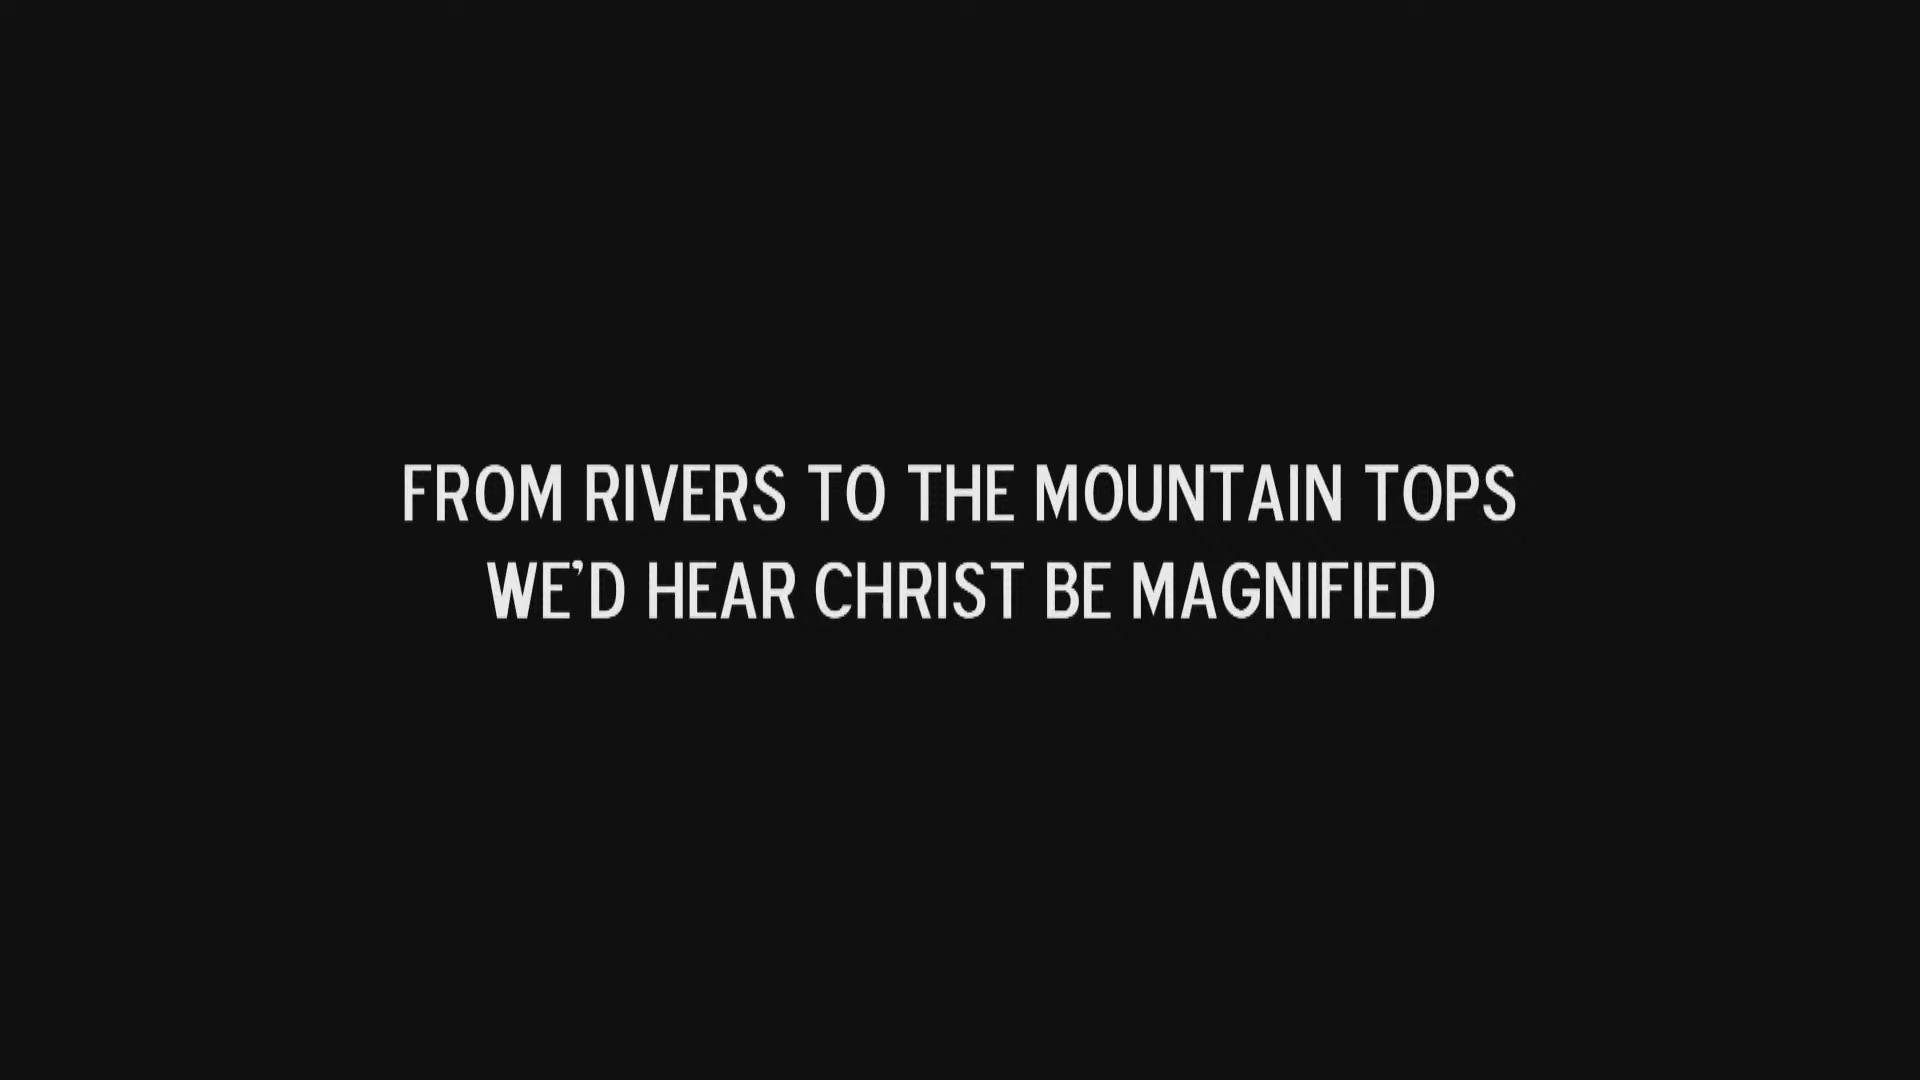 FROM RIVERS TO THE MOUNTAIN TOPS
WE’D HEAR CHRIST BE MAGNIFIED